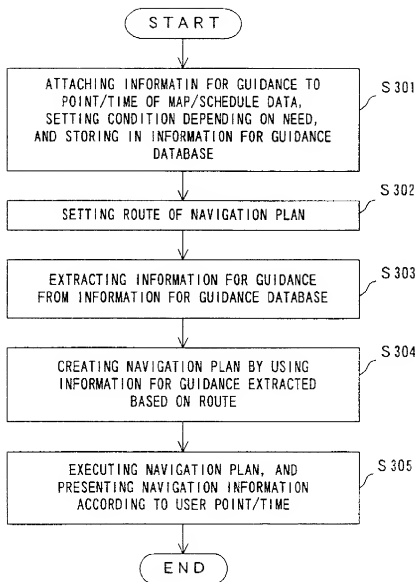 START
ATTACHING INFORMATIN FOR GUIDANCE TO
POINT/TIME OF MAP/SCHEDULE DATA,
SETTING CONDITION DEPENDING ON NEED,
AND STORING IN INFORMATION FOR GUIDANCE
DATABASE
S301
SETTING ROUTE OF NAVIGATION PLAN
S302
EXTRACTING INFORMATION FOR GUIDANCE
FROM INFORMATION FOR GUIDANCE DATABASE
S303
CREATING NAVIGATION PLAN BY USING
INFORMATION FOR GUIDANCE EXTRACTED
BASED ON ROUTE
S304
EXECUTING NAVIGATION PLAN, AND
PRESENTING NAVIGATION INFORMATION
ACCORDING TO USER POINT/TIME
S305
END